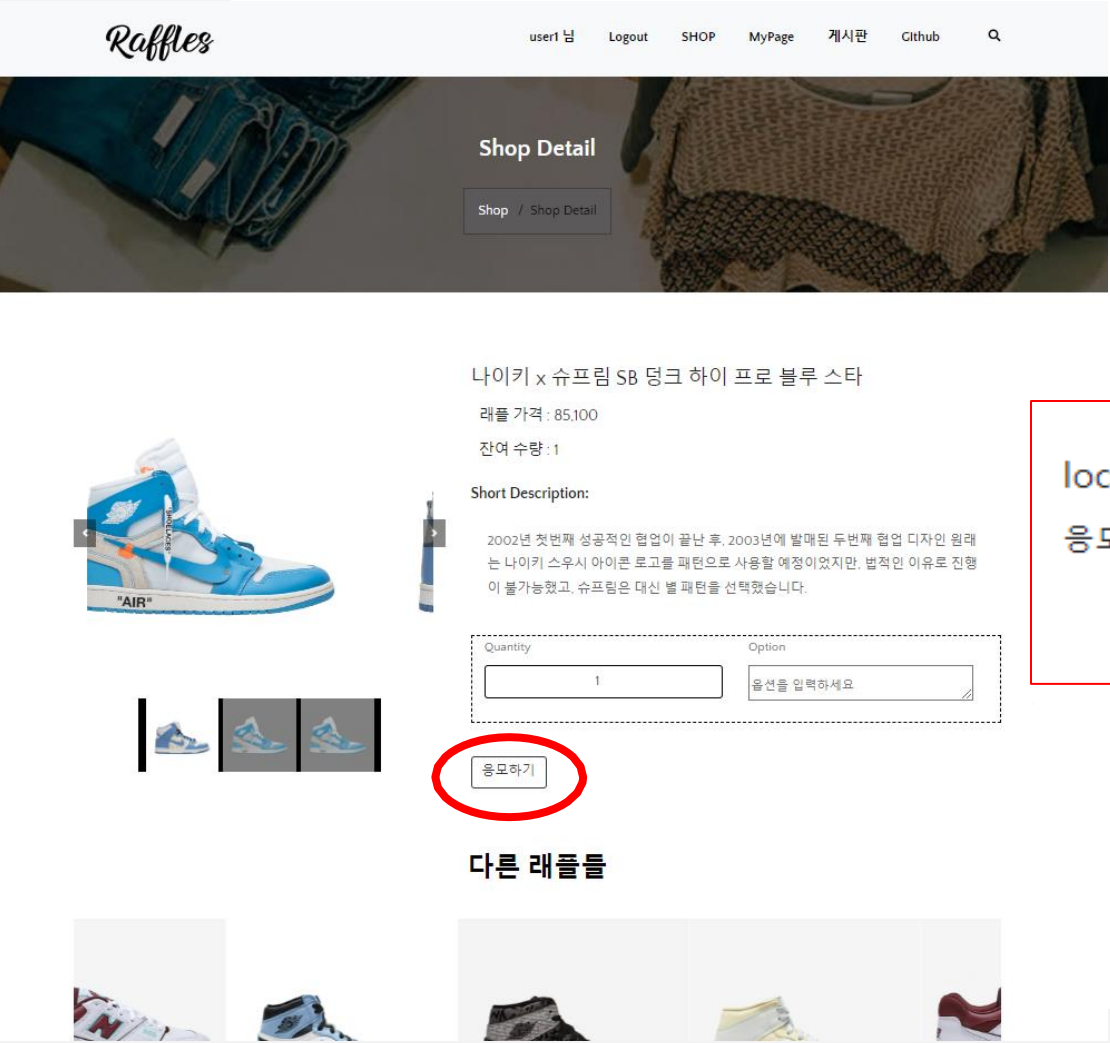 Raffles
user1 님 Logout SHOP MyPage 게시판 GIthub
Shop Detail
Shop / Shop Detail
나이키 x 슈프림 SB 덩크 하이 프로 블루 스타
래플 가격 : 85,100
잔여 수량 : 1
Short Description:
2002년 첫번째 성공적인 협업이 끝난 후, 2003년에 발매된 두번째 협업 디자인 원래
는 나이키 스우시 아이콘 로고를 패턴으로 사용할 예정이었지만, 법적인 이유로 진행
이 불가능했고, 슈프림은 대신 별 패턴을 선택했습니다.
"SHOELACES"
"AIR"
Quantity Option
1 옵션을 입력하세요
응모하기
다른 래플들
loc
응모